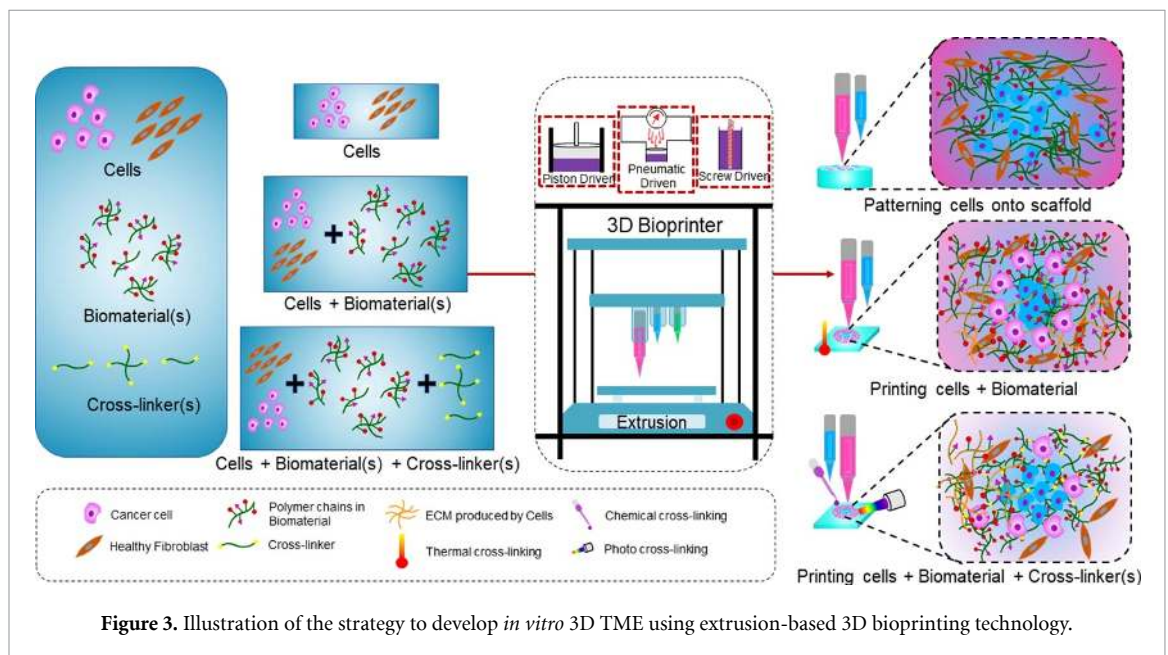 Cells
Biomaterial(s)
Cross-linker(s)
Cells
Cells + Biomaterial(s)
Cells + Biomaterial(s) + Cross-linker(s)
Piston Driven
Pneumatic
Driven
Screw Driven
3D Bioprinter
Extrusion
Patterning cells onto scaffold
Printing cells + Biomaterial
Printing cells + Biomaterial + Cross-linker(s)
Cancer cell
Polymer chains in
Biomaterial
ECM produced by Cells
Chemical cross-linking
Healthy Fibroblast
Cross-linker
Thermal cross-linking
Photo cross-linking
Figure 3. Illustration of the strategy to develop in vitro 3D TME using extrusion-based 3D bioprinting technology.